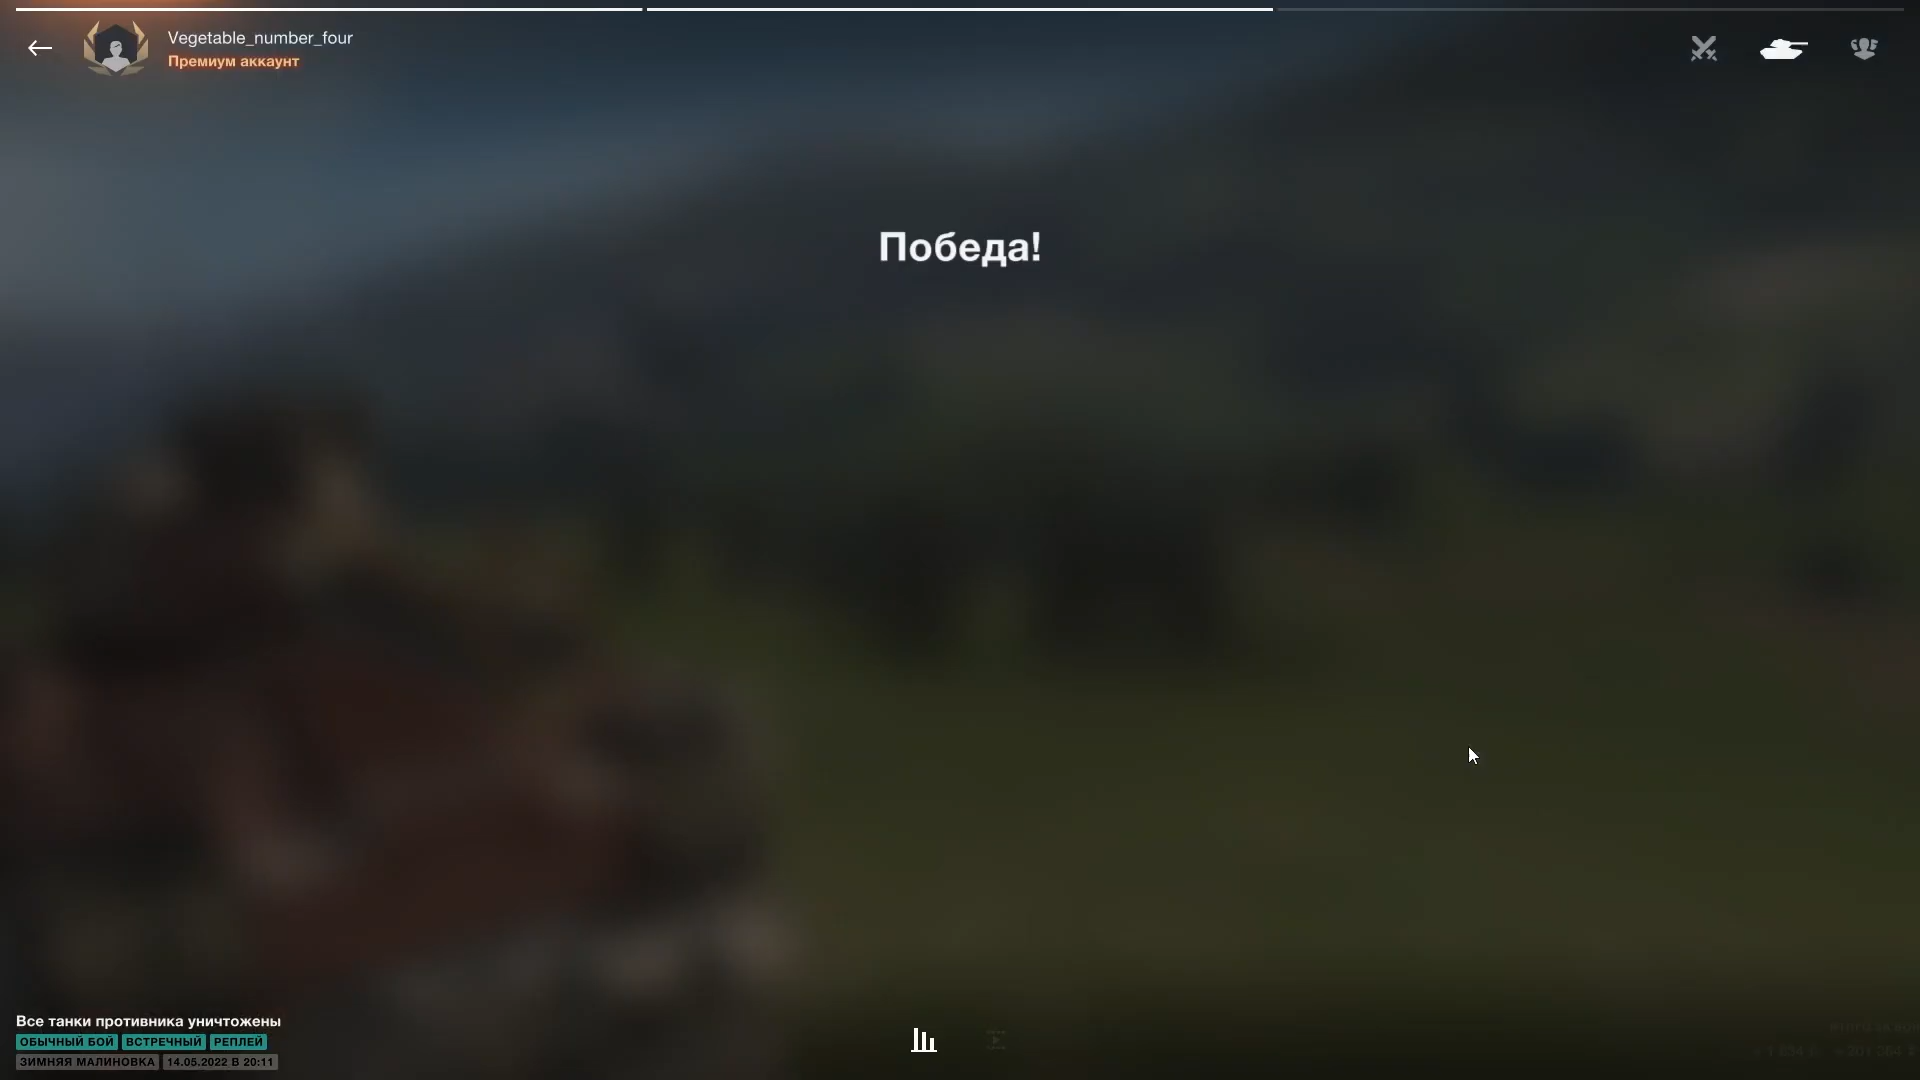 Vegetable_number_four
Премиум аккаунт
Победа!
Все танки противника уничтожены
ОБЫЧНЫЙ БОЙ ВСТРЕЧНЫЙ РЕПЛЕЙ
ЗИМНЯЯ МАЛИНОВКА 14.05.2022 В 20:11